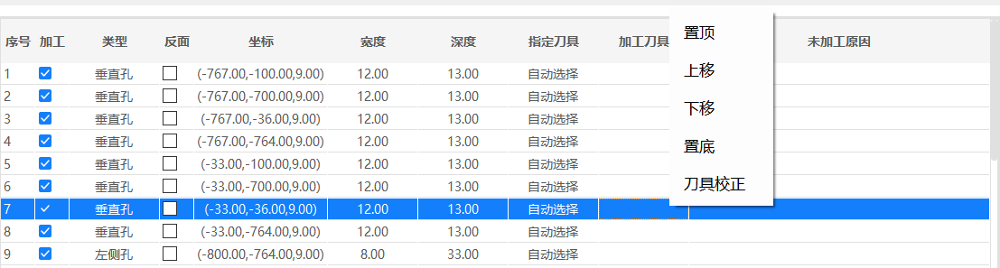 序号 加工 类型 反面 坐标 宽度 深度 指定刀具 加工刀具 未加工原因
1 垂直孔 (-767.00,-100.00,9.00) 12.00 13.00 自动选择
2 垂直孔 (-767.00,-700.00,9.00) 12.00 13.00 自动选择
3 垂直孔 (-767.00,-36.00,9.00) 12.00 13.00 自动选择
4 垂直孔 (-767.00,-764.00,9.00) 12.00 13.00 自动选择
5 垂直孔 (-33.00,-100.00,9.00) 12.00 13.00 自动选择
6 垂直孔 (-33.00,-700.00,9.00) 12.00 13.00 自动选择
7 垂直孔 (-33.00,-36.00,9.00) 12.00 13.00 自动选择
8 垂直孔 (-33.00,-764.00,9.00) 12.00 13.00 自动选择
9 左侧孔 (-800.00,-764.00,9.00) 8.00 33.00 自动选择
置顶
上移
下移
置底
刀具校正